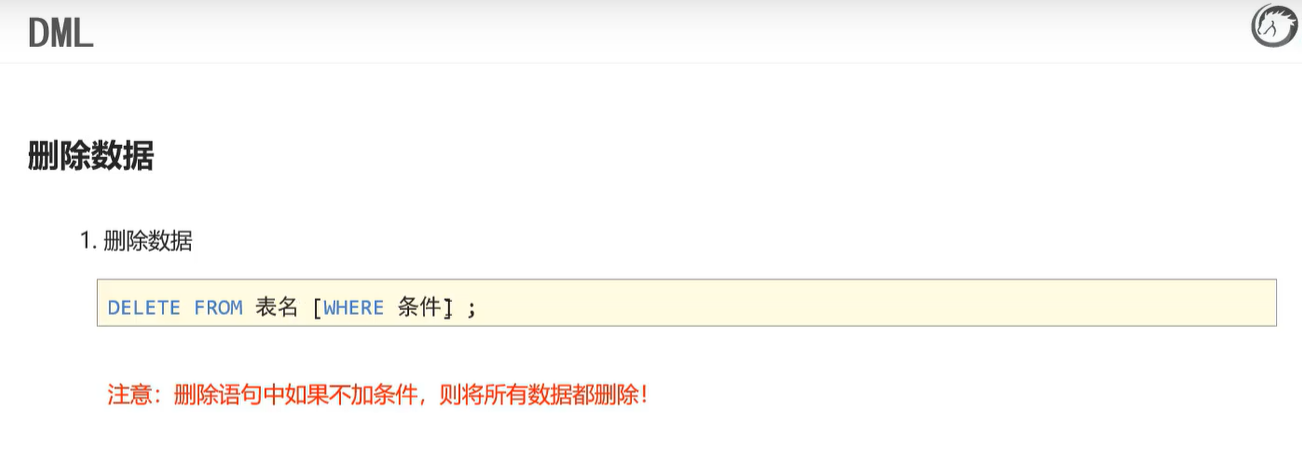 DML
删除数据
1. 删除数据
DELETE FROM 表名 [WHERE 条件] ;
注意：删除语句中如果不加条件，则将所有数据都删除！